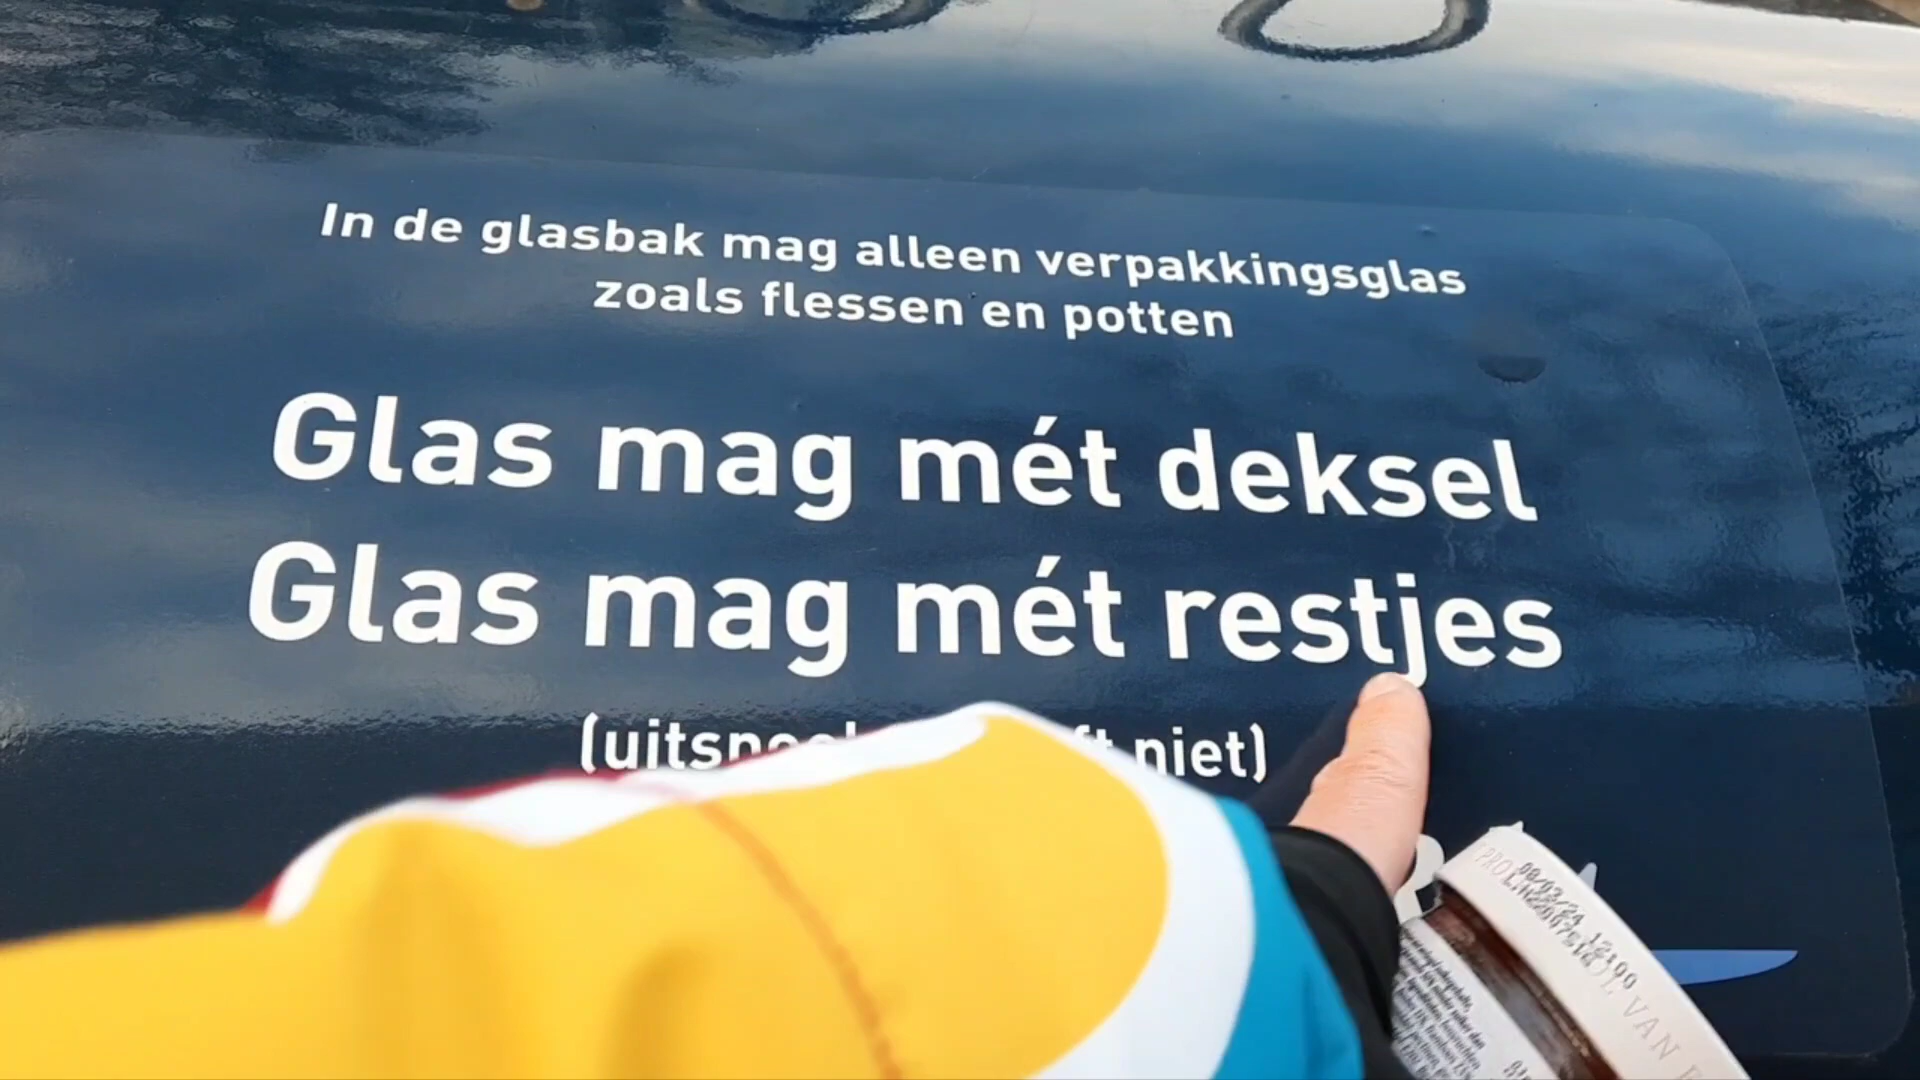 In de glasbak mag alleen verpakkingsglas
zoals flessen en potten
Glas mag mét deksel
Glas mag mét restjes
niet)